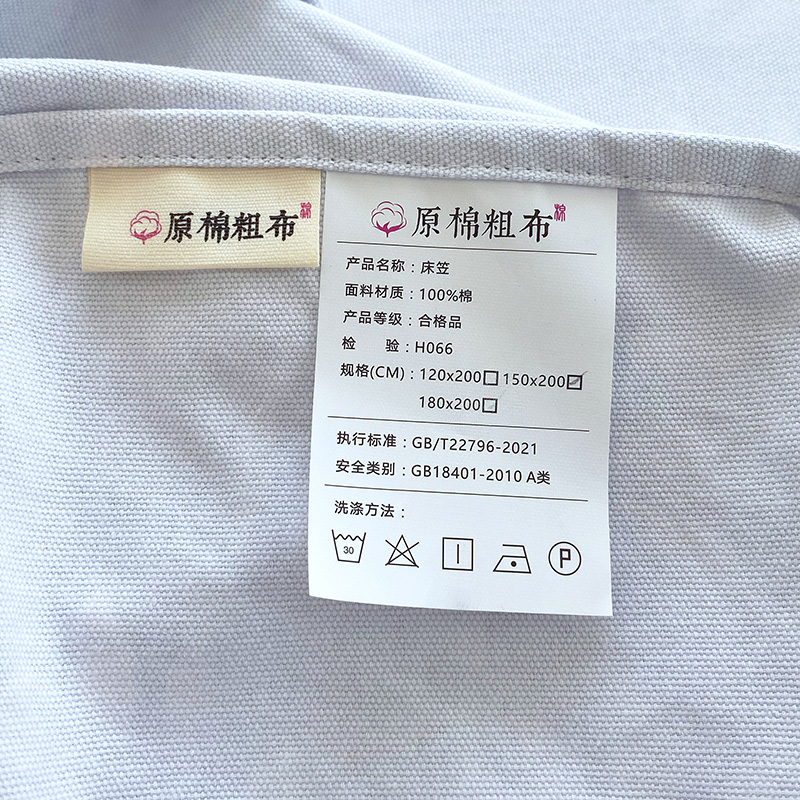 原棉粗布
原棉粗布
产品名称：床笠
面料材质：100%棉
产品等级：合格品
检　　验：H066
规格(CM)：120x200□ 150x200☑
180x200□
执行标准：GB/T22796-2021
安全类别：GB18401-2010 A类
洗涤方法：
30
P